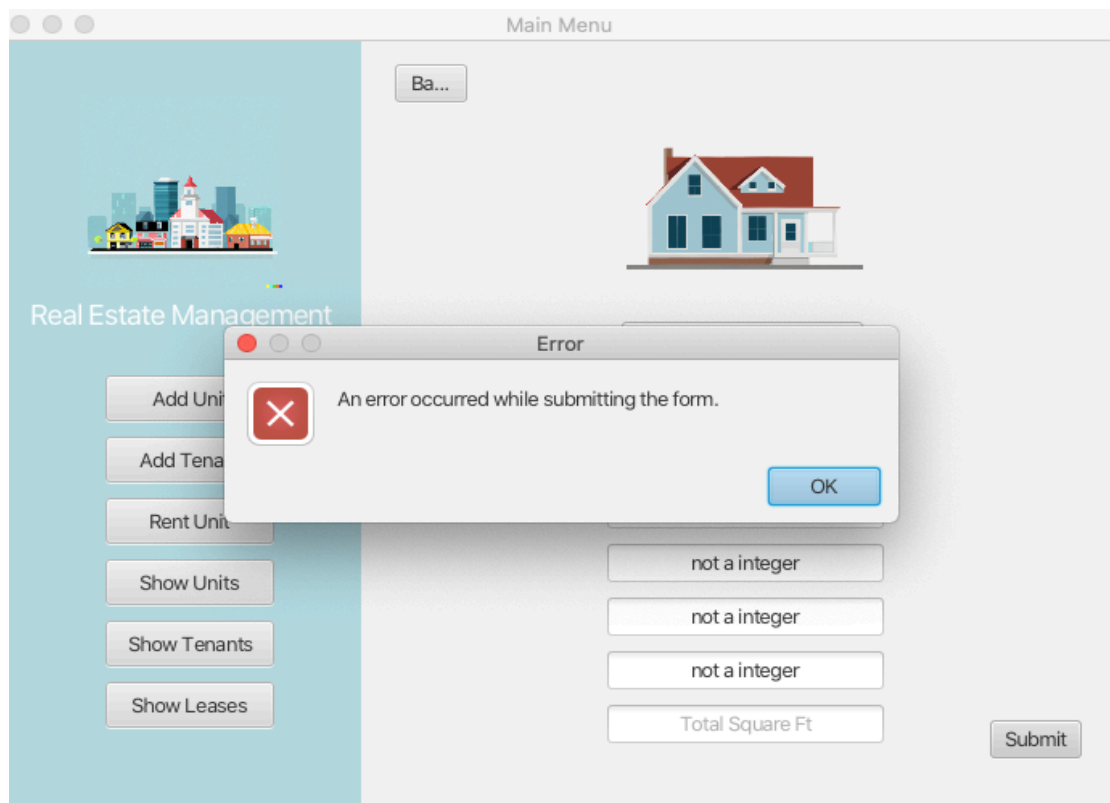 Main Menu
Ba...
Real Estate Management
Error
An error occurred while submitting the form.
OK
Add Uni
Add Tena
Rent Unit
Show Units
Show Tenants
Show Leases
not a integer
not a integer
not a integer
Total Square Ft
Submit